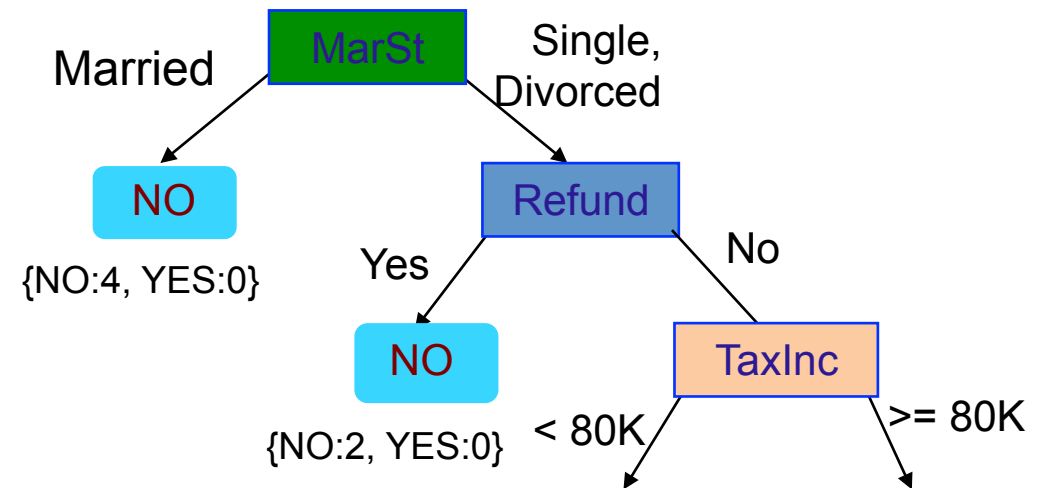 MarSt
Married
Single,
Divorced
NO
{NO:4, YES:0}
Refund
Yes
No
NO
{NO:2, YES:0}
TaxInc
< 80K
>= 80K